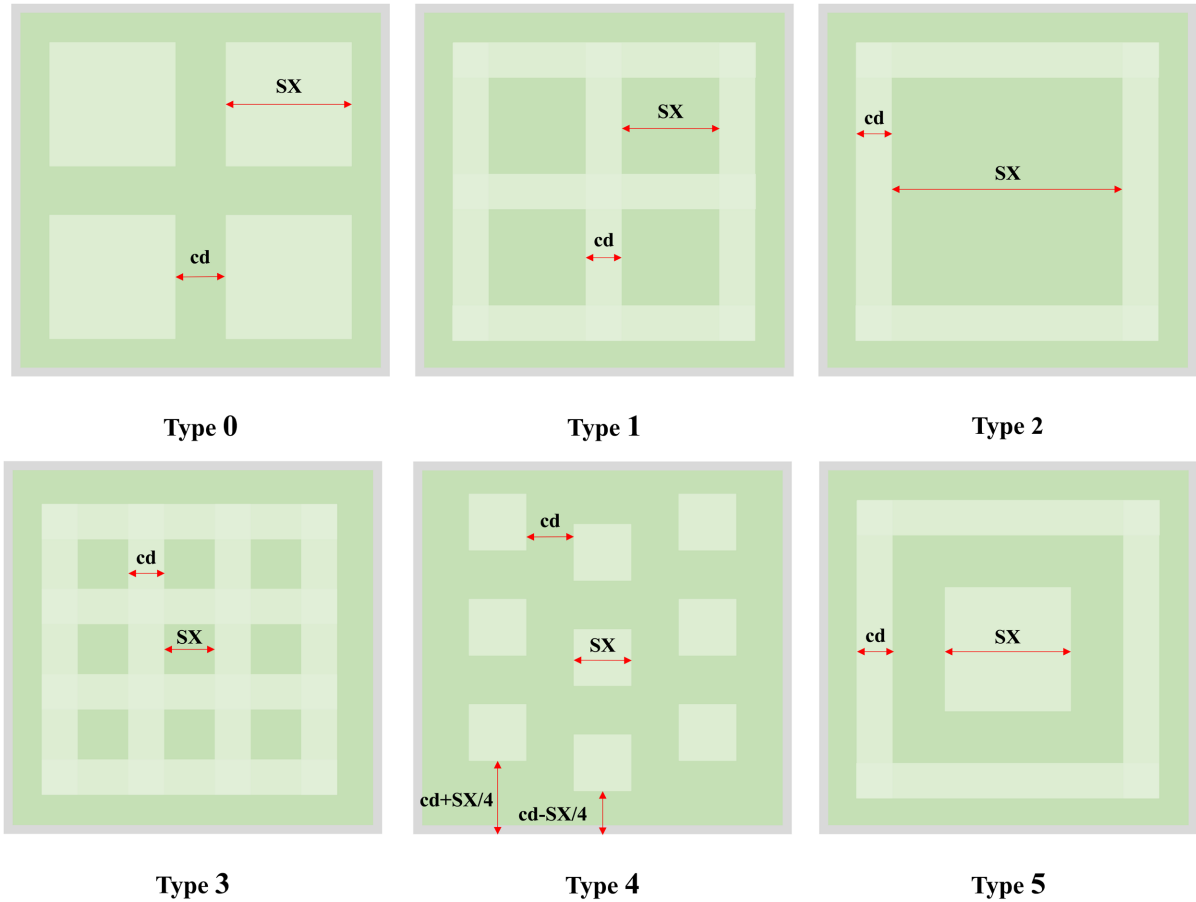 SX
cd
Type 0
SX
cd
Type 1
cd
SX
Type 2
cd
SX
Type 3
cd
SX
cd+SX/4
cd-SX/4
Type 4
cd
SX
Type 5